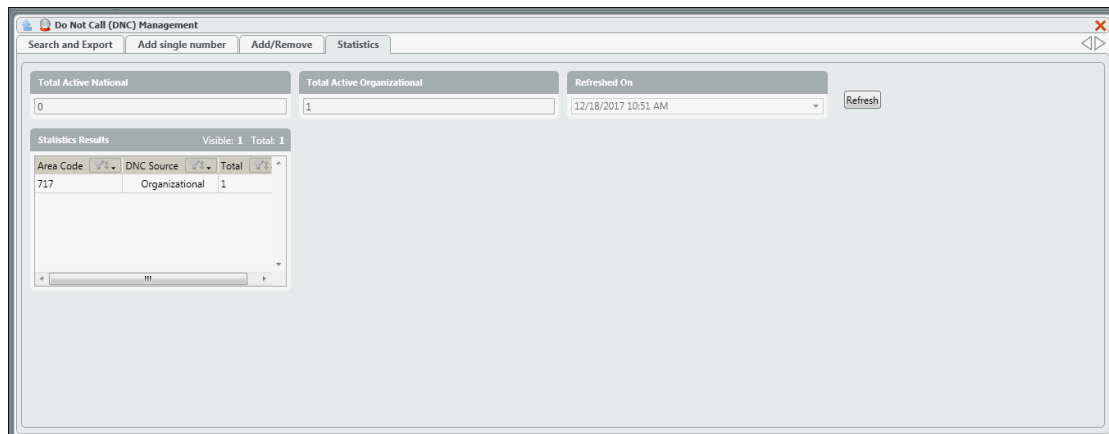 Do Not Call (DNC) Management
Search and Export Add single number Add/Remove Statistics
Total Active National Total Active Organizational Refreshed On
0 1 12/18/2017 10:51 AM Refresh
Statistics Results Visible: 1 Total: 1
Area Code DNC Source Total
717 Organizational 1